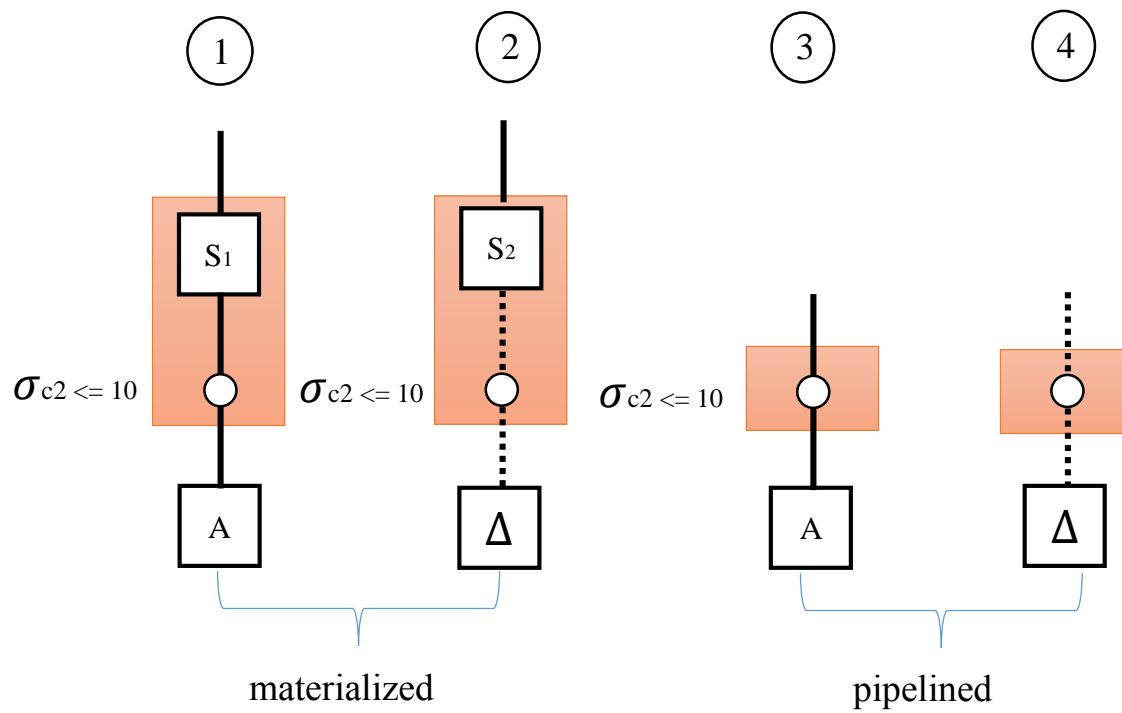 1 2 3 4
S1 S2
σc2 <= 10 σc2 <= 10 σc2 <= 10
A Δ A Δ
materialized pipelined